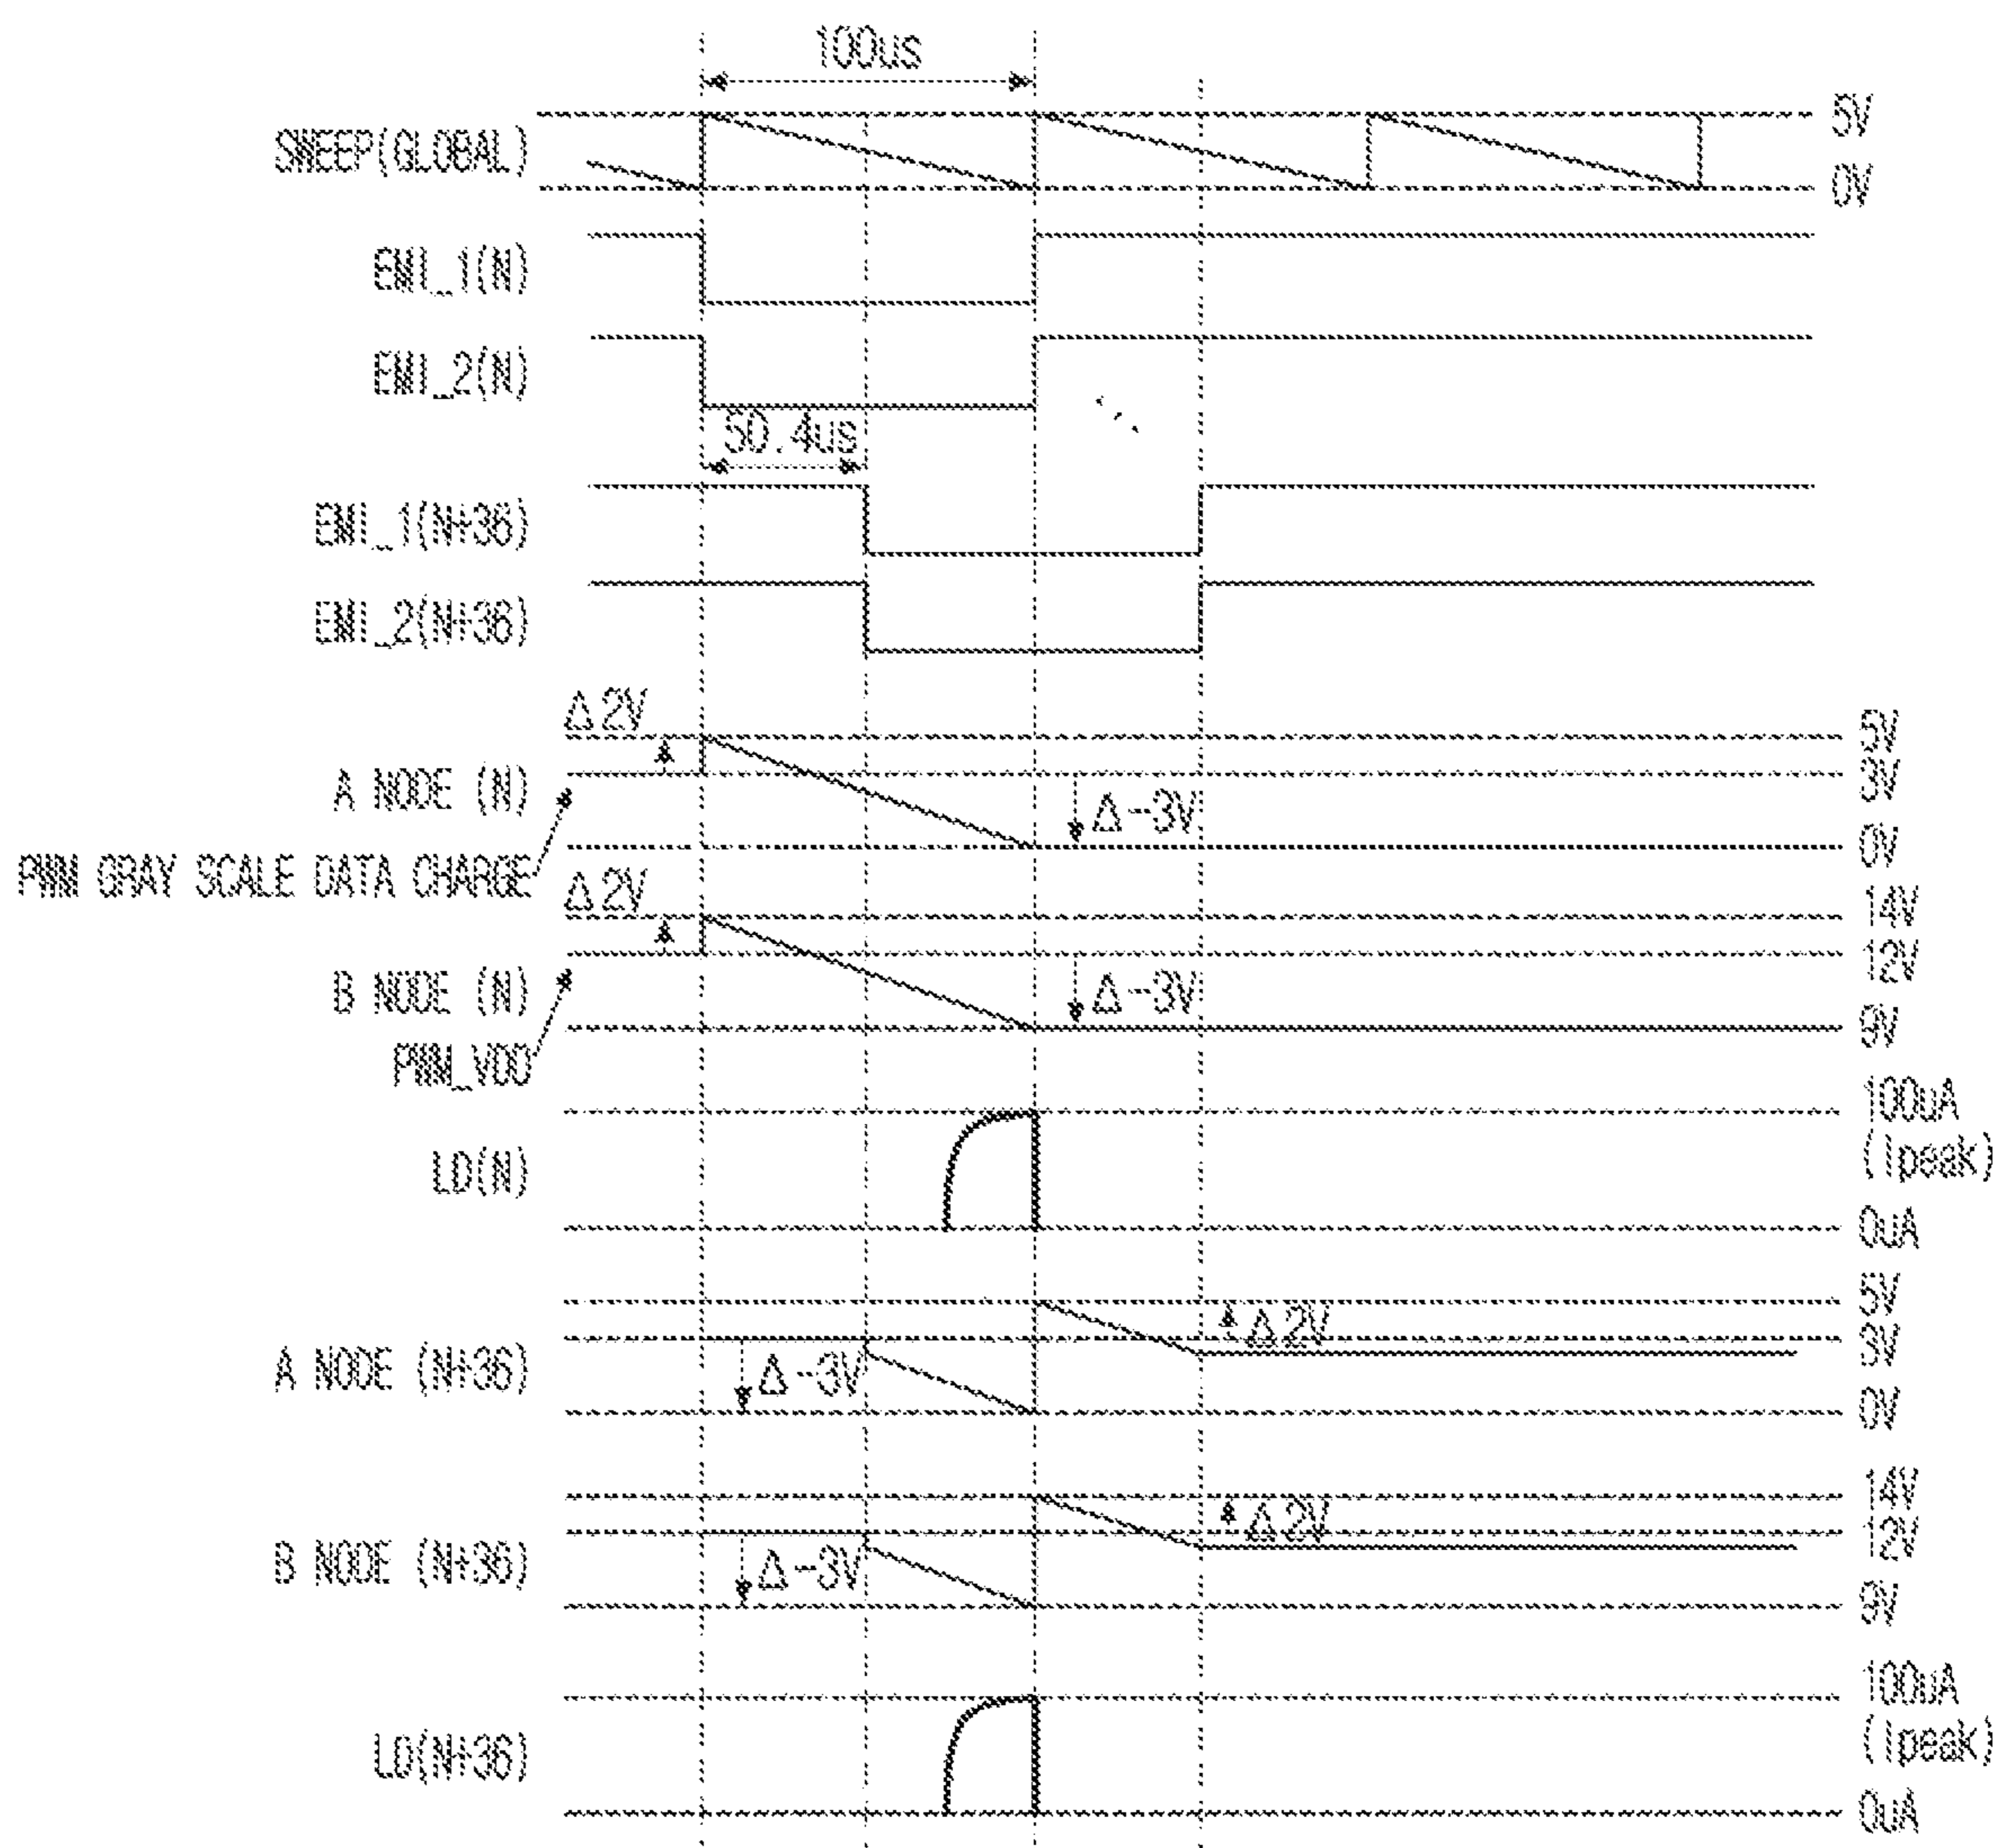 100us
SWEEP(GLOBAL)
5V
0V
EMI_1(N)
EMI_2(N)
50.4us
EMI_1(N+36)
EMI_2(N+36)
Δ2V
5V
A NODE (N)
3V
Δ-3V
0V
PWM GRAY SCALE DATA CHARGE
Δ2V
14V
B NODE (N)
12V
Δ-3V
9V
PWM_VDD
100uA
(Ipeak)
LD(N)
0uA
5V
Δ2V
3V
A NODE (N+36)
Δ-3V
0V
14V
Δ2V
12V
B NODE (N+36)
Δ-3V
9V
100uA
(Ipeak)
LD(N+36)
0uA